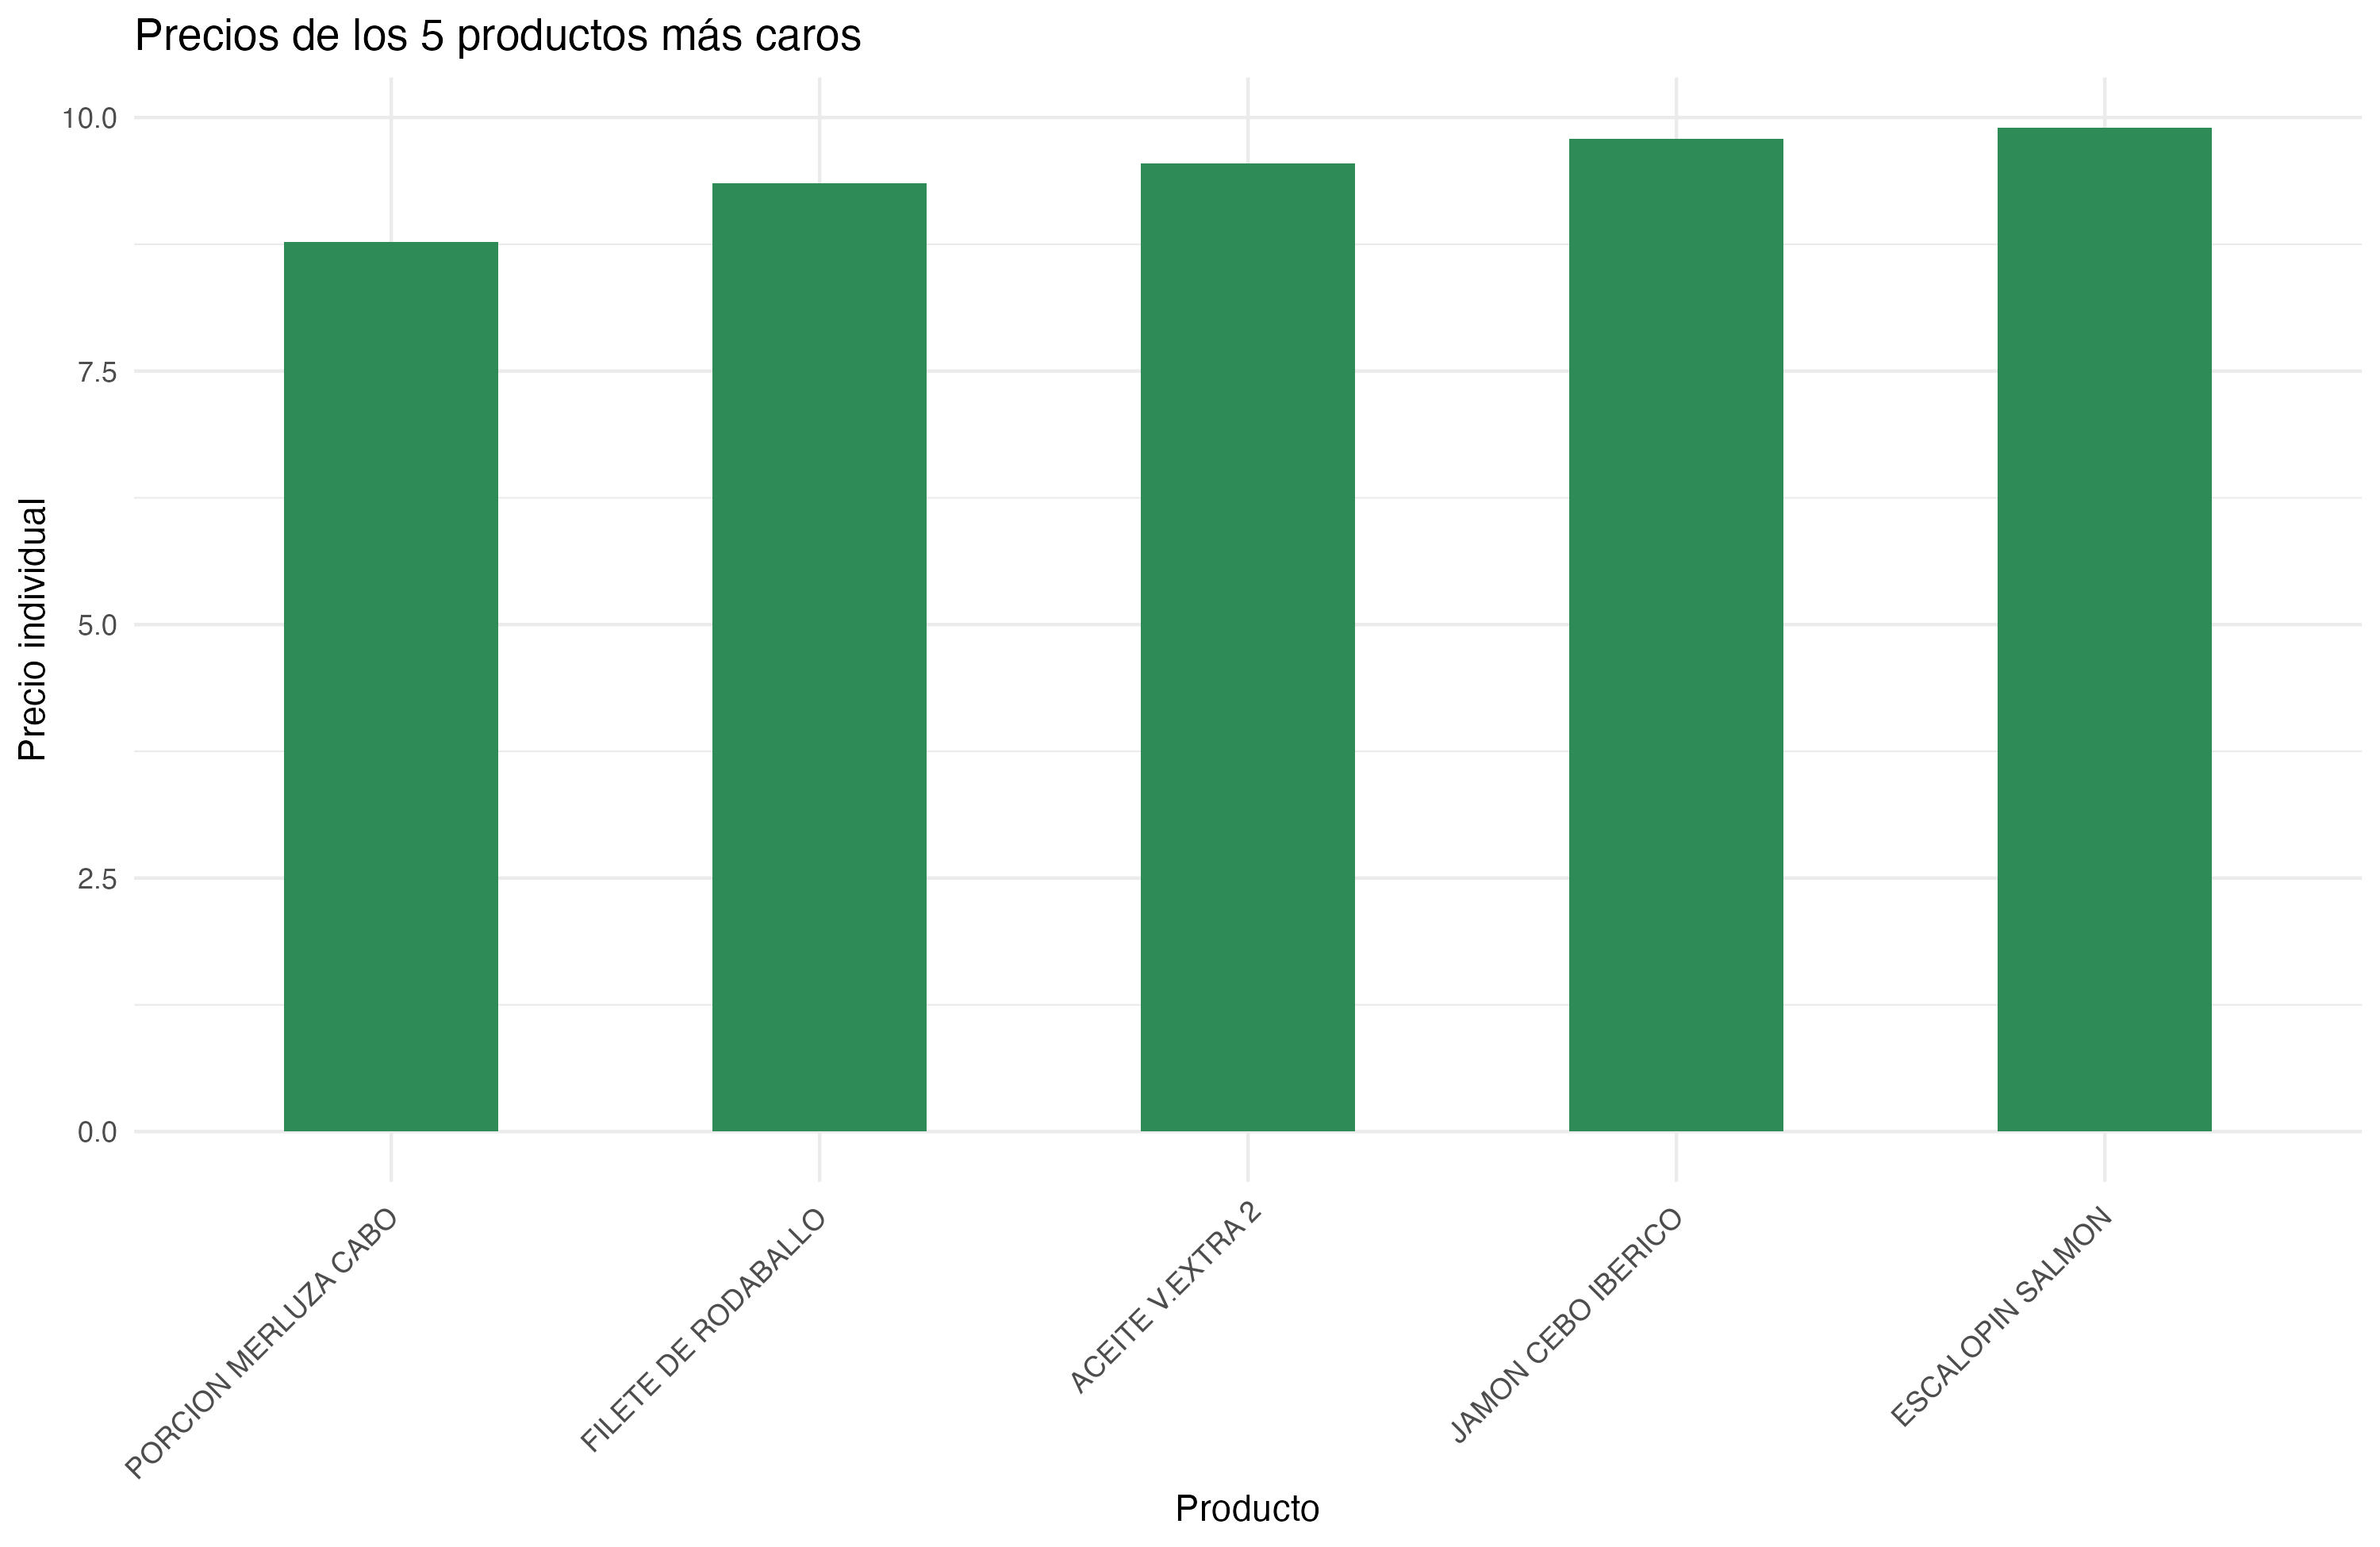 Precios de los 5 productos más caros
Precio individual
10.0
7.5
5.0
2.5
0.0
PORCION MERLUZA CABO
FILETE DE RODABALLO
ACEITE V.EXTRA 2
JAMON CEBO IBERICO
ESCALOPIN SALMON
Producto